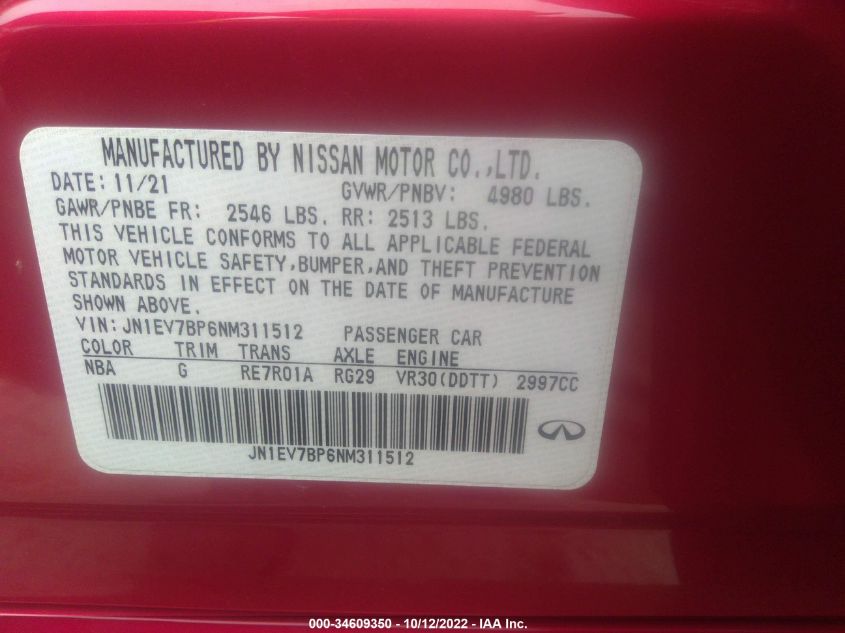 MANUFACTURED BY NISSAN MOTOR CO.,LTD.
DATE: 11/21 GVWR/PNBV: 4980 LBS.
GAWR/PNBE FR: 2546 LBS. RR: 2513 LBS.
THIS VEHICLE CONFORMS TO ALL APPLICABLE FEDERAL
MOTOR VEHICLE SAFETY,BUMPER,AND THEFT PREVENTION
STANDARDS IN EFFECT ON THE DATE OF MANUFACTURE
SHOWN ABOVE.
VIN: JN1EV7BP6NM311512 PASSENGER CAR
COLOR TRIM TRANS AXLE ENGINE
NBA G RE7R01A RG29 VR30(DDTT) 2997CC
JN1EV7BP6NM311512
000-34609350 - 10/12/2022 - IAA Inc.